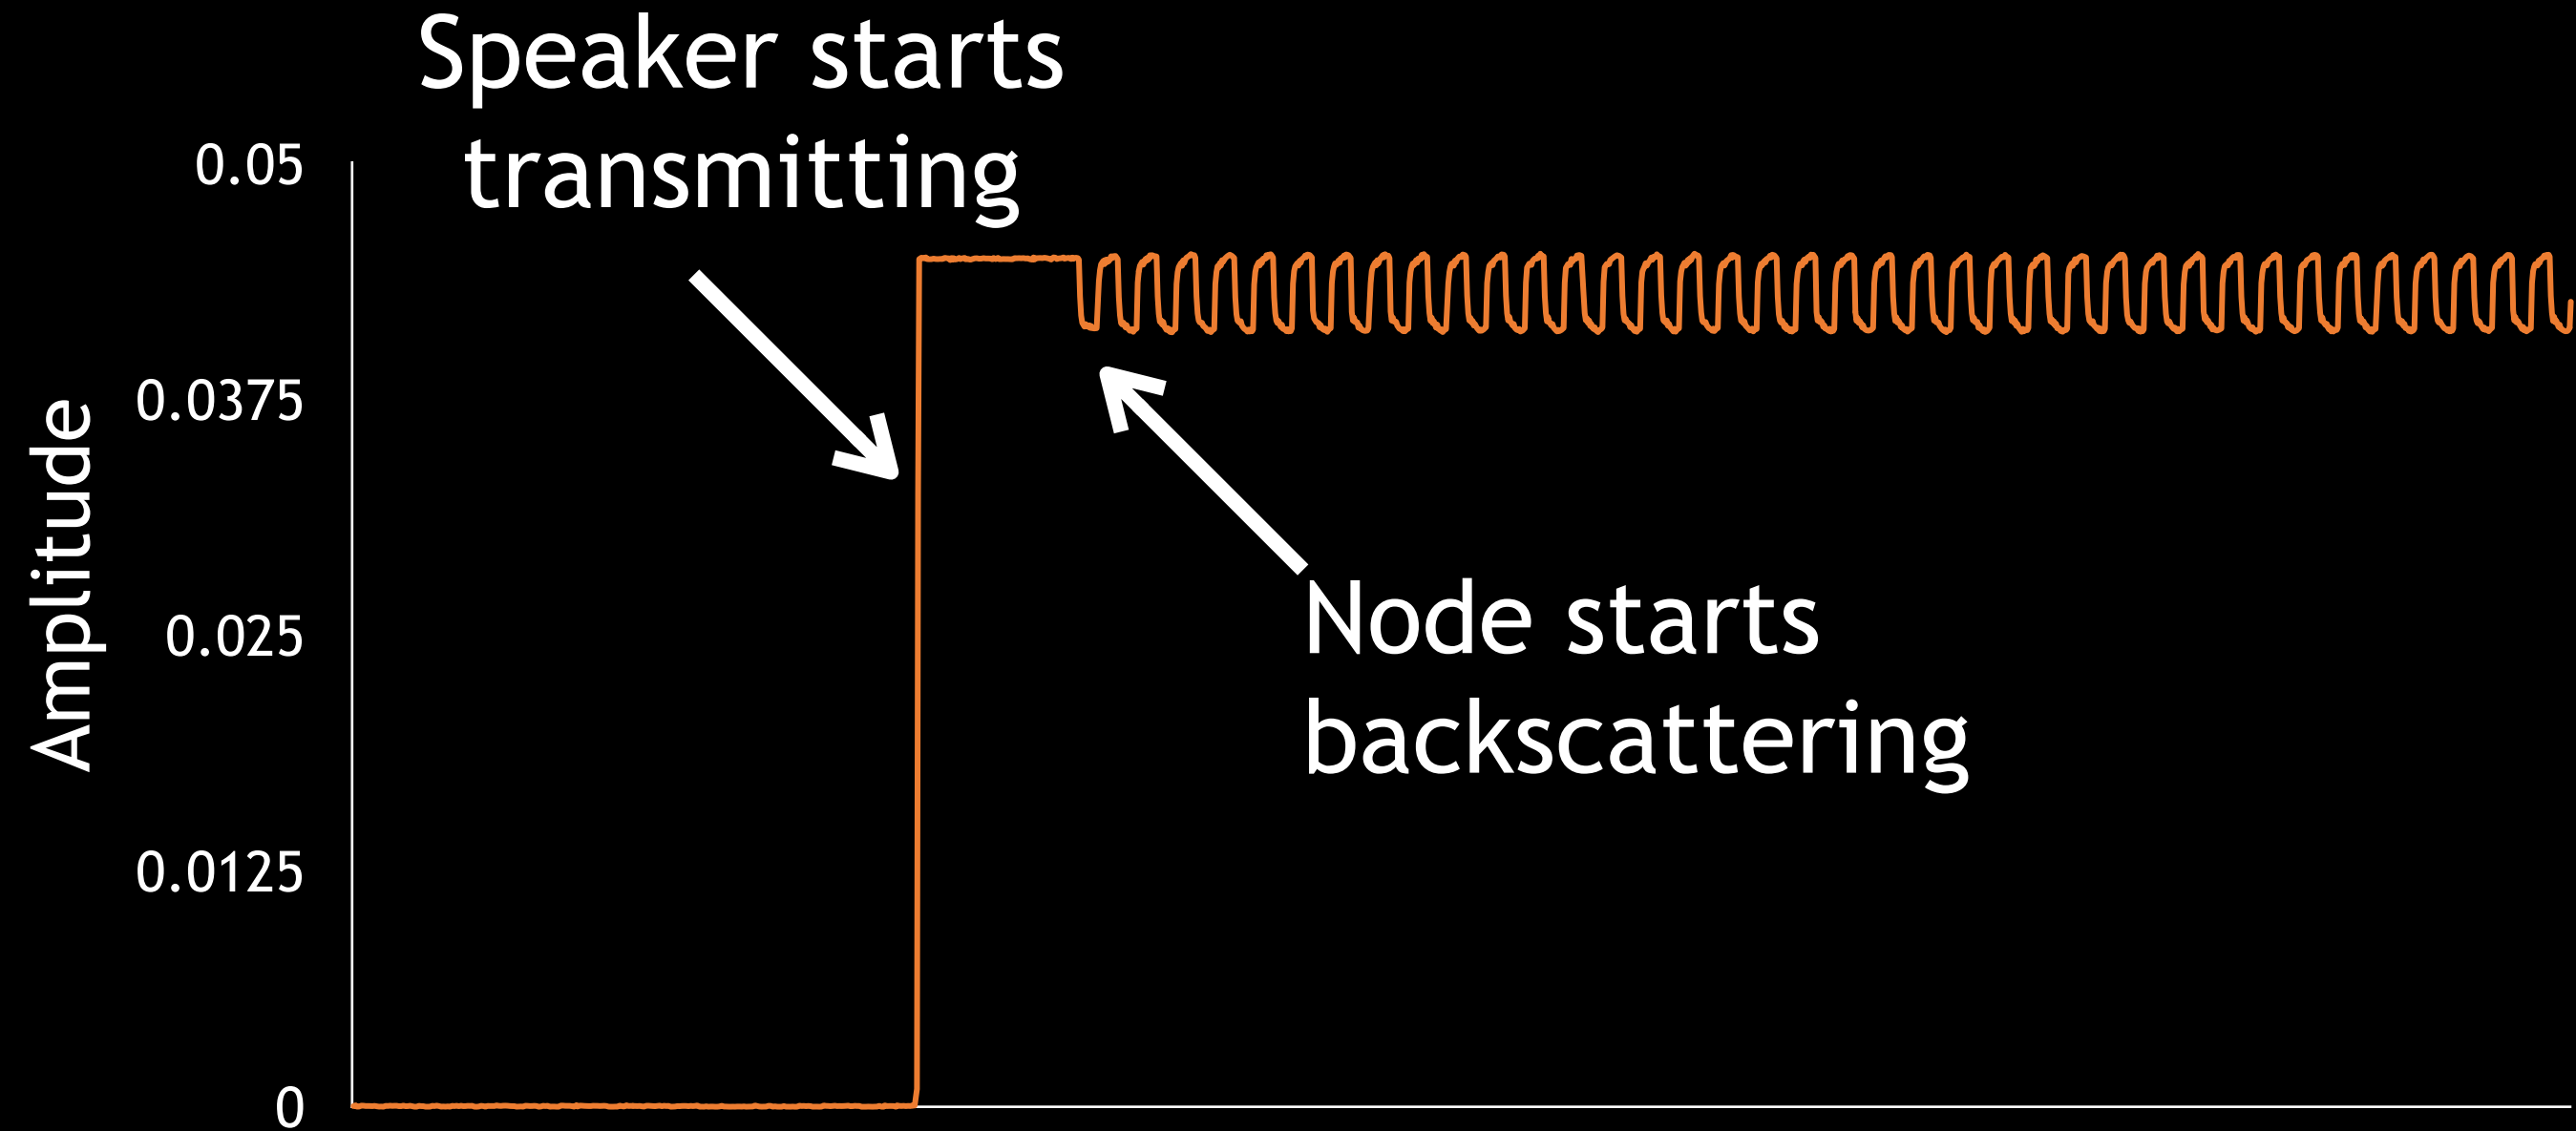 Speaker starts
transmitting
0.05
0.0375
0.025
0.0125
0
Amplitude
Node starts
backscattering